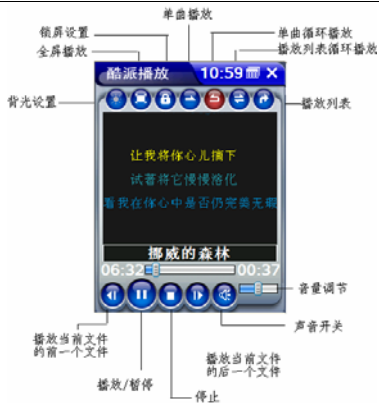 单曲播放
锁屏设置
单曲循环播放
全屏播放
播放列表循环播放
酷派播放 10:59 X
背光设置
播放列表
让我将你心儿摘下
试着将它慢慢溶化
看我在你心中是否仍完美无瑕
挪威的森林
06:32 00:37
音量调节
声音开关
播放当前文件
的前一个文件
播放当前文件
的后一个文件
播放/暂停
停止